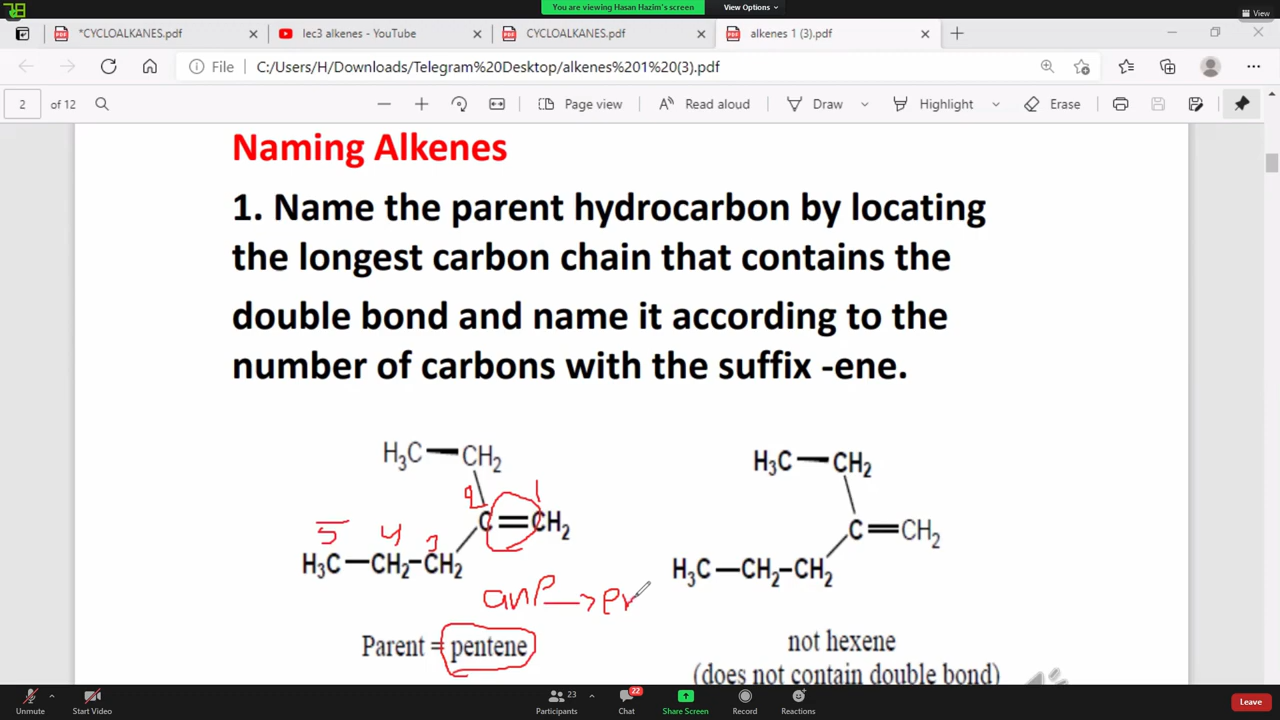 You are viewing Hasan Hazim's screen
View Options
View
*CYCLOALKANES.pdf
lec3 alkenes - YouTube
CYCLOALKANES.pdf
alkenes 1 (3).pdf
File
C:/Users/H/Downloads/Telegram%20Desktop/alkenes%201%20(3).pdf
2 of 12
Page view
Read aloud
Draw
Highlight
Erase
Naming Alkenes
1. Name the parent hydrocarbon by locating
the longest carbon chain that contains the
double bond and name it according to the
number of carbons with the suffix -ene.
H₃C CH₂
2 1
C=CH₂
5 4 3
H₃C—CH₂-CH₂
H₃C CH₂
C=CH₂
H₃C—CH₂-CH₂
Parent = pentene
not hexene
(does not contain double bond)
Unmute
Start Video
23
Participants
22
Chat
Share Screen
Record
Reactions
Leave